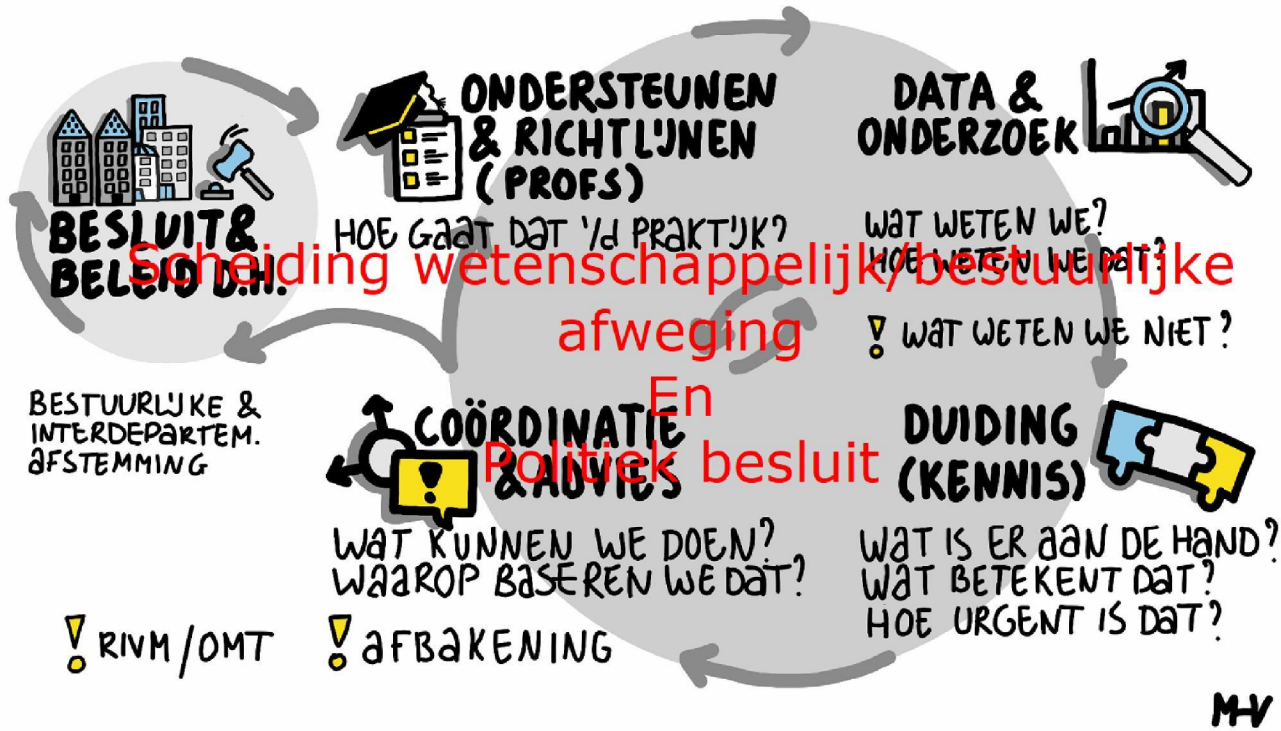 ONDERSTEUNEN
& RICHTLIJNEN
(PROFS)
HOE GAAT DAT '/d PRAKTIJK?
DATA &
ONDERZOEK
WAT WETEN WE?
HOE WETEN WE DAT?
! WAT WETEN WE NIET?
BESLUIT &
BELEID D.H.
Scheiding wetenschappelijk/bestuurlijke
afweging
En
Politiek besluit
BESTUURLIJKE &
INTERDEPARTEM.
AFSTEMMING
COÖRDINATIE
& ADVIES
WAT KUNNEN WE DOEN?
WAAROP BASEREN WE DAT?
DUIDING
(KENNIS)
WAT IS ER AAN DE HAND?
WAT BETEKENT DAT?
HOE URGENT IS DAT?
! RIVM/OMT
! AFBAKENING
MHV